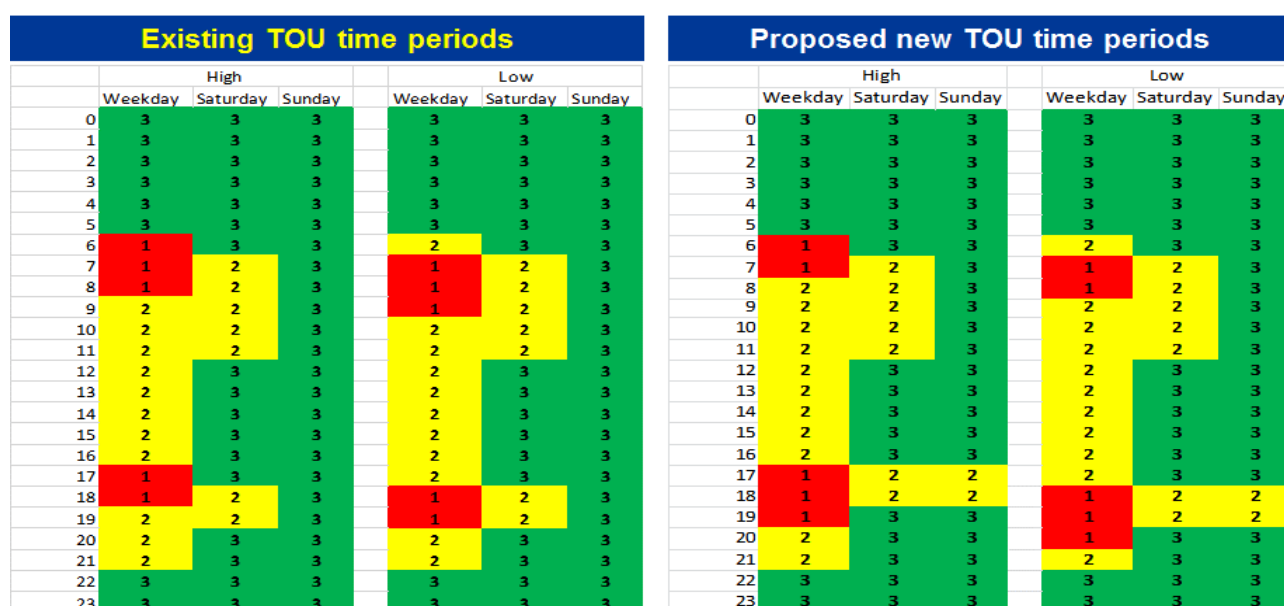 Existing TOU time periods Proposed new TOU time periods
High Low High Low
Weekday Saturday Sunday Weekday Saturday Sunday Weekday Saturday Sunday Weekday Saturday Sunday
0 3 3 3 3 3 3 0 3 3 3 3 3 3
1 3 3 3 3 3 3 1 3 3 3 3 3 3
2 3 3 3 3 3 3 2 3 3 3 3 3 3
3 3 3 3 3 3 3 3 3 3 3 3 3 3
4 3 3 3 3 3 3 4 3 3 3 3 3 3
5 3 3 3 3 3 3 5 3 3 3 3 3 3
6 1 3 3 2 3 3 6 1 3 3 2 3 3
7 1 2 3 1 2 3 7 1 2 3 1 2 3
8 1 2 3 1 2 3 8 2 2 3 1 2 3
9 2 2 3 1 2 3 9 2 2 3 2 2 3
10 2 2 3 2 2 3 10 2 2 3 2 2 3
11 2 2 3 2 2 3 11 2 2 3 2 2 3
12 2 3 3 2 3 3 12 2 3 3 2 3 3
13 2 3 3 2 3 3 13 2 3 3 2 3 3
14 2 3 3 2 3 3 14 2 3 3 2 3 3
15 2 3 3 2 3 3 15 2 3 3 2 3 3
16 2 3 3 2 3 3 16 2 3 3 2 3 3
17 1 3 3 2 3 3 17 1 2 2 2 3 3
18 1 2 3 1 2 3 18 1 2 2 1 2 2
19 2 2 3 1 2 3 19 1 3 3 1 2 2
20 2 3 3 2 3 3 20 2 3 3 1 3 3
21 2 3 3 2 3 3 21 2 3 3 2 3 3
22 3 3 3 3 3 3 22 3 3 3 3 3 3
23 3 3 3 3 3 3 23 3 3 3 3 3 3